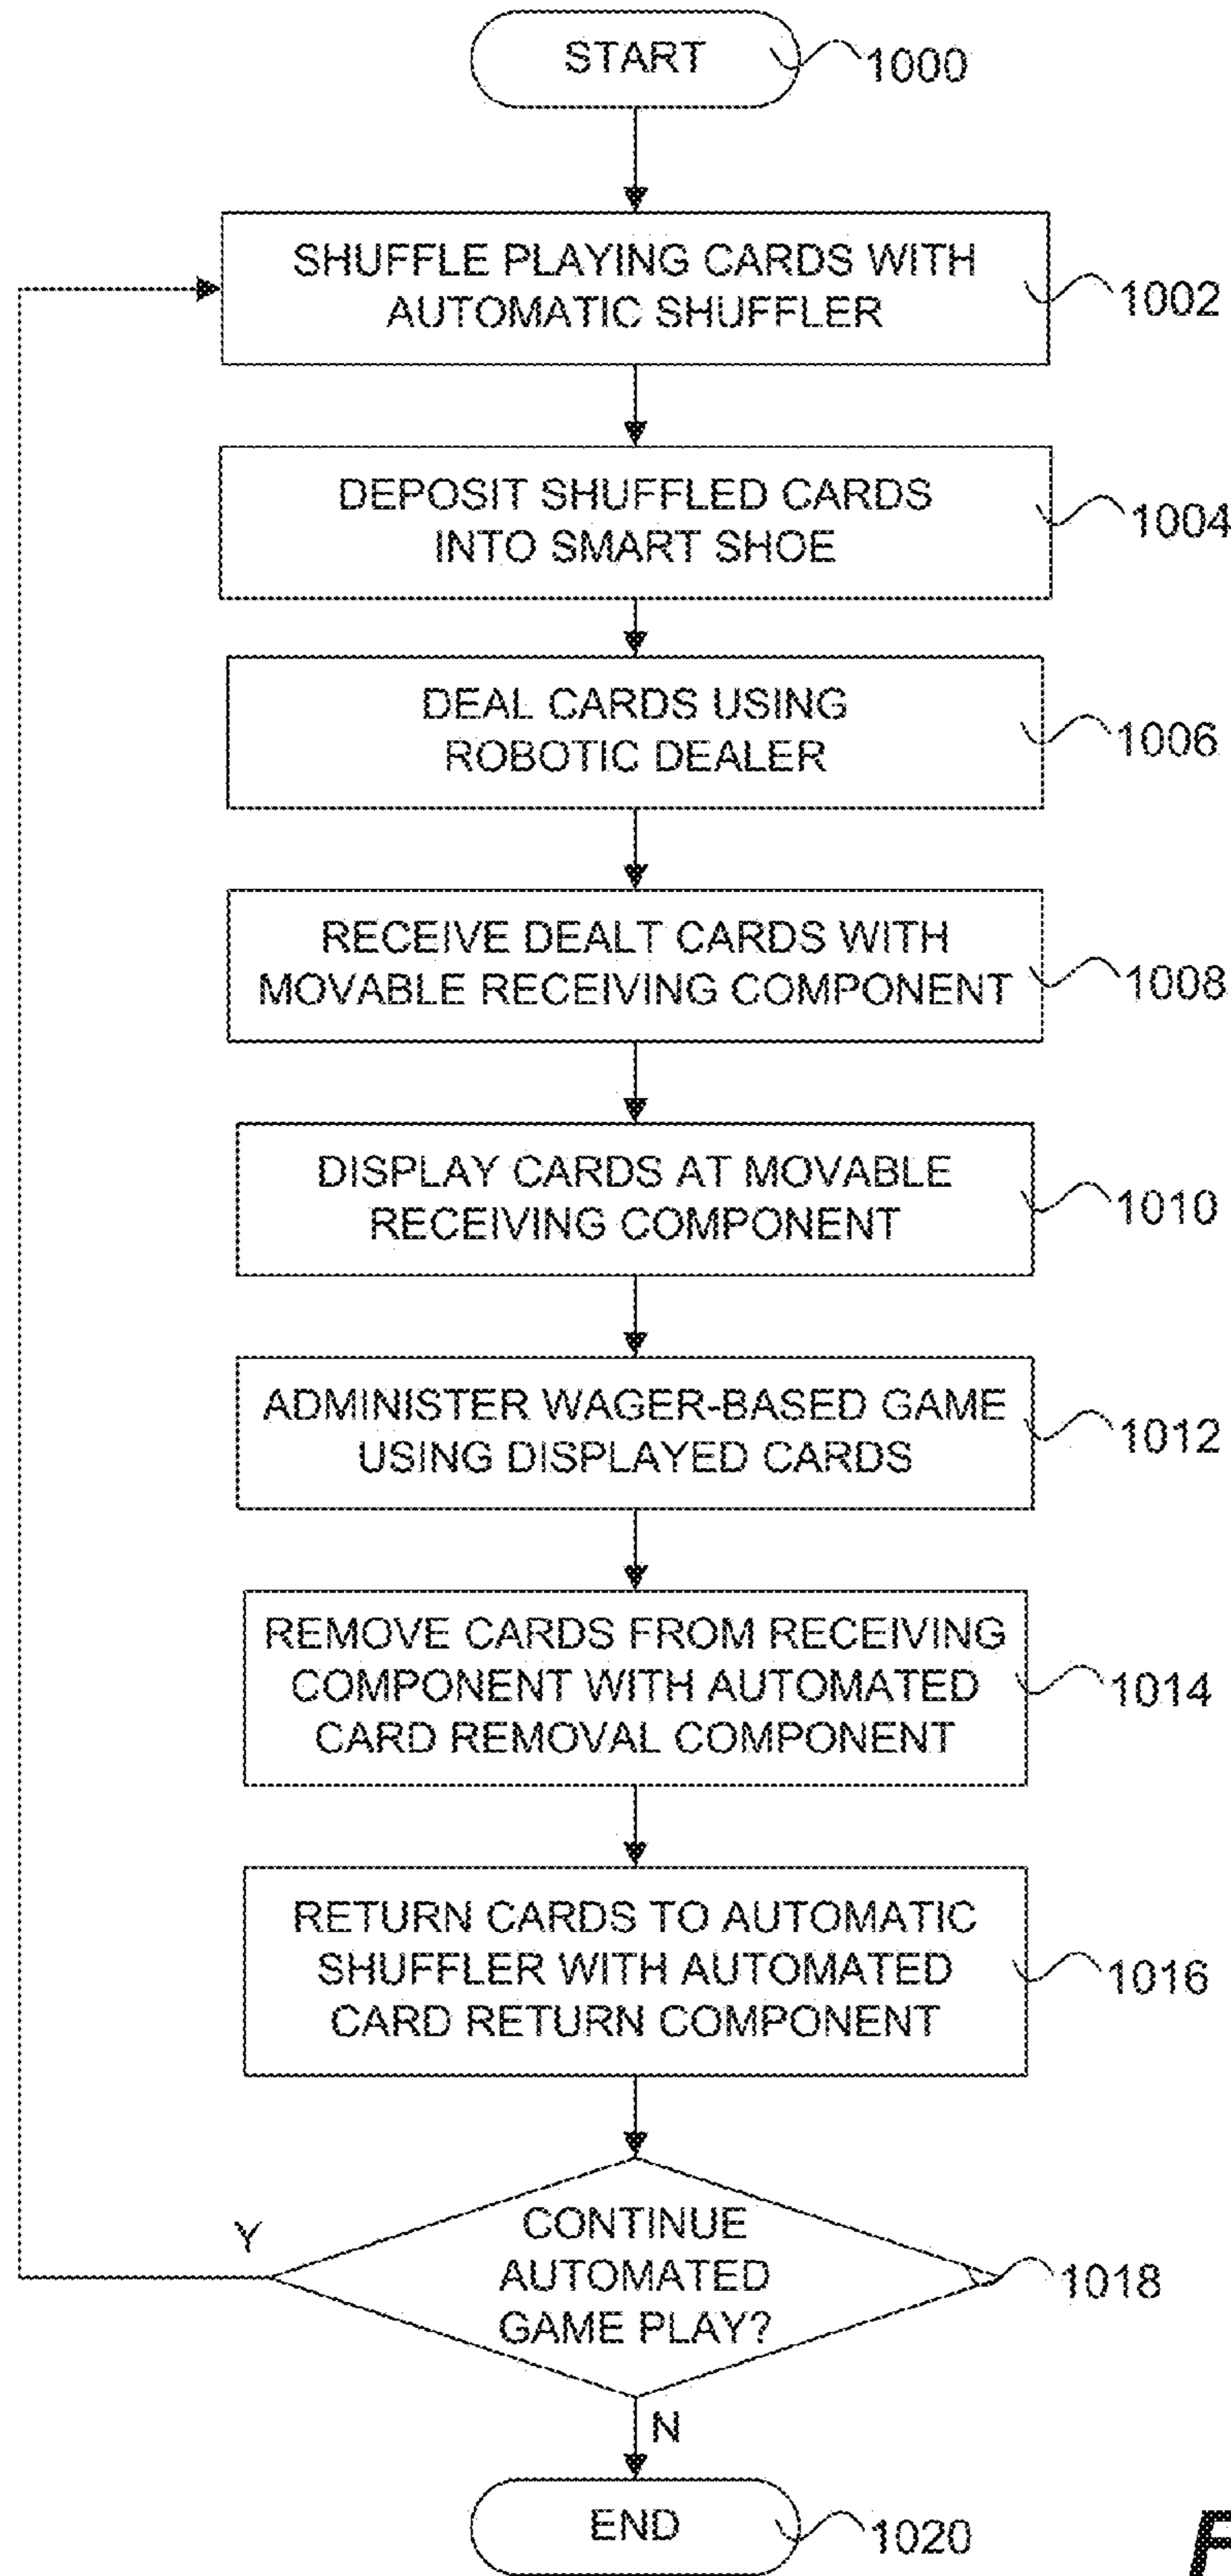 START
1000
SHUFFLE PLAYING CARDS WITH
AUTOMATIC SHUFFLER
1002
DEPOSIT SHUFFLED CARDS
INTO SMART SHOE
1004
DEAL CARDS USING
ROBOTIC DEALER
1006
RECEIVE DEALT CARDS WITH
MOVABLE RECEIVING COMPONENT
1008
DISPLAY CARDS AT MOVABLE
RECEIVING COMPONENT
1010
ADMINISTER WAGER-BASED GAME
USING DISPLAYED CARDS
1012
REMOVE CARDS FROM RECEIVING
COMPONENT WITH AUTOMATED
CARD REMOVAL COMPONENT
1014
RETURN CARDS TO AUTOMATIC
SHUFFLER WITH AUTOMATED
CARD RETURN COMPONENT
1016
Y
CONTINUE
AUTOMATED
GAME PLAY?
1018
N
END
1020